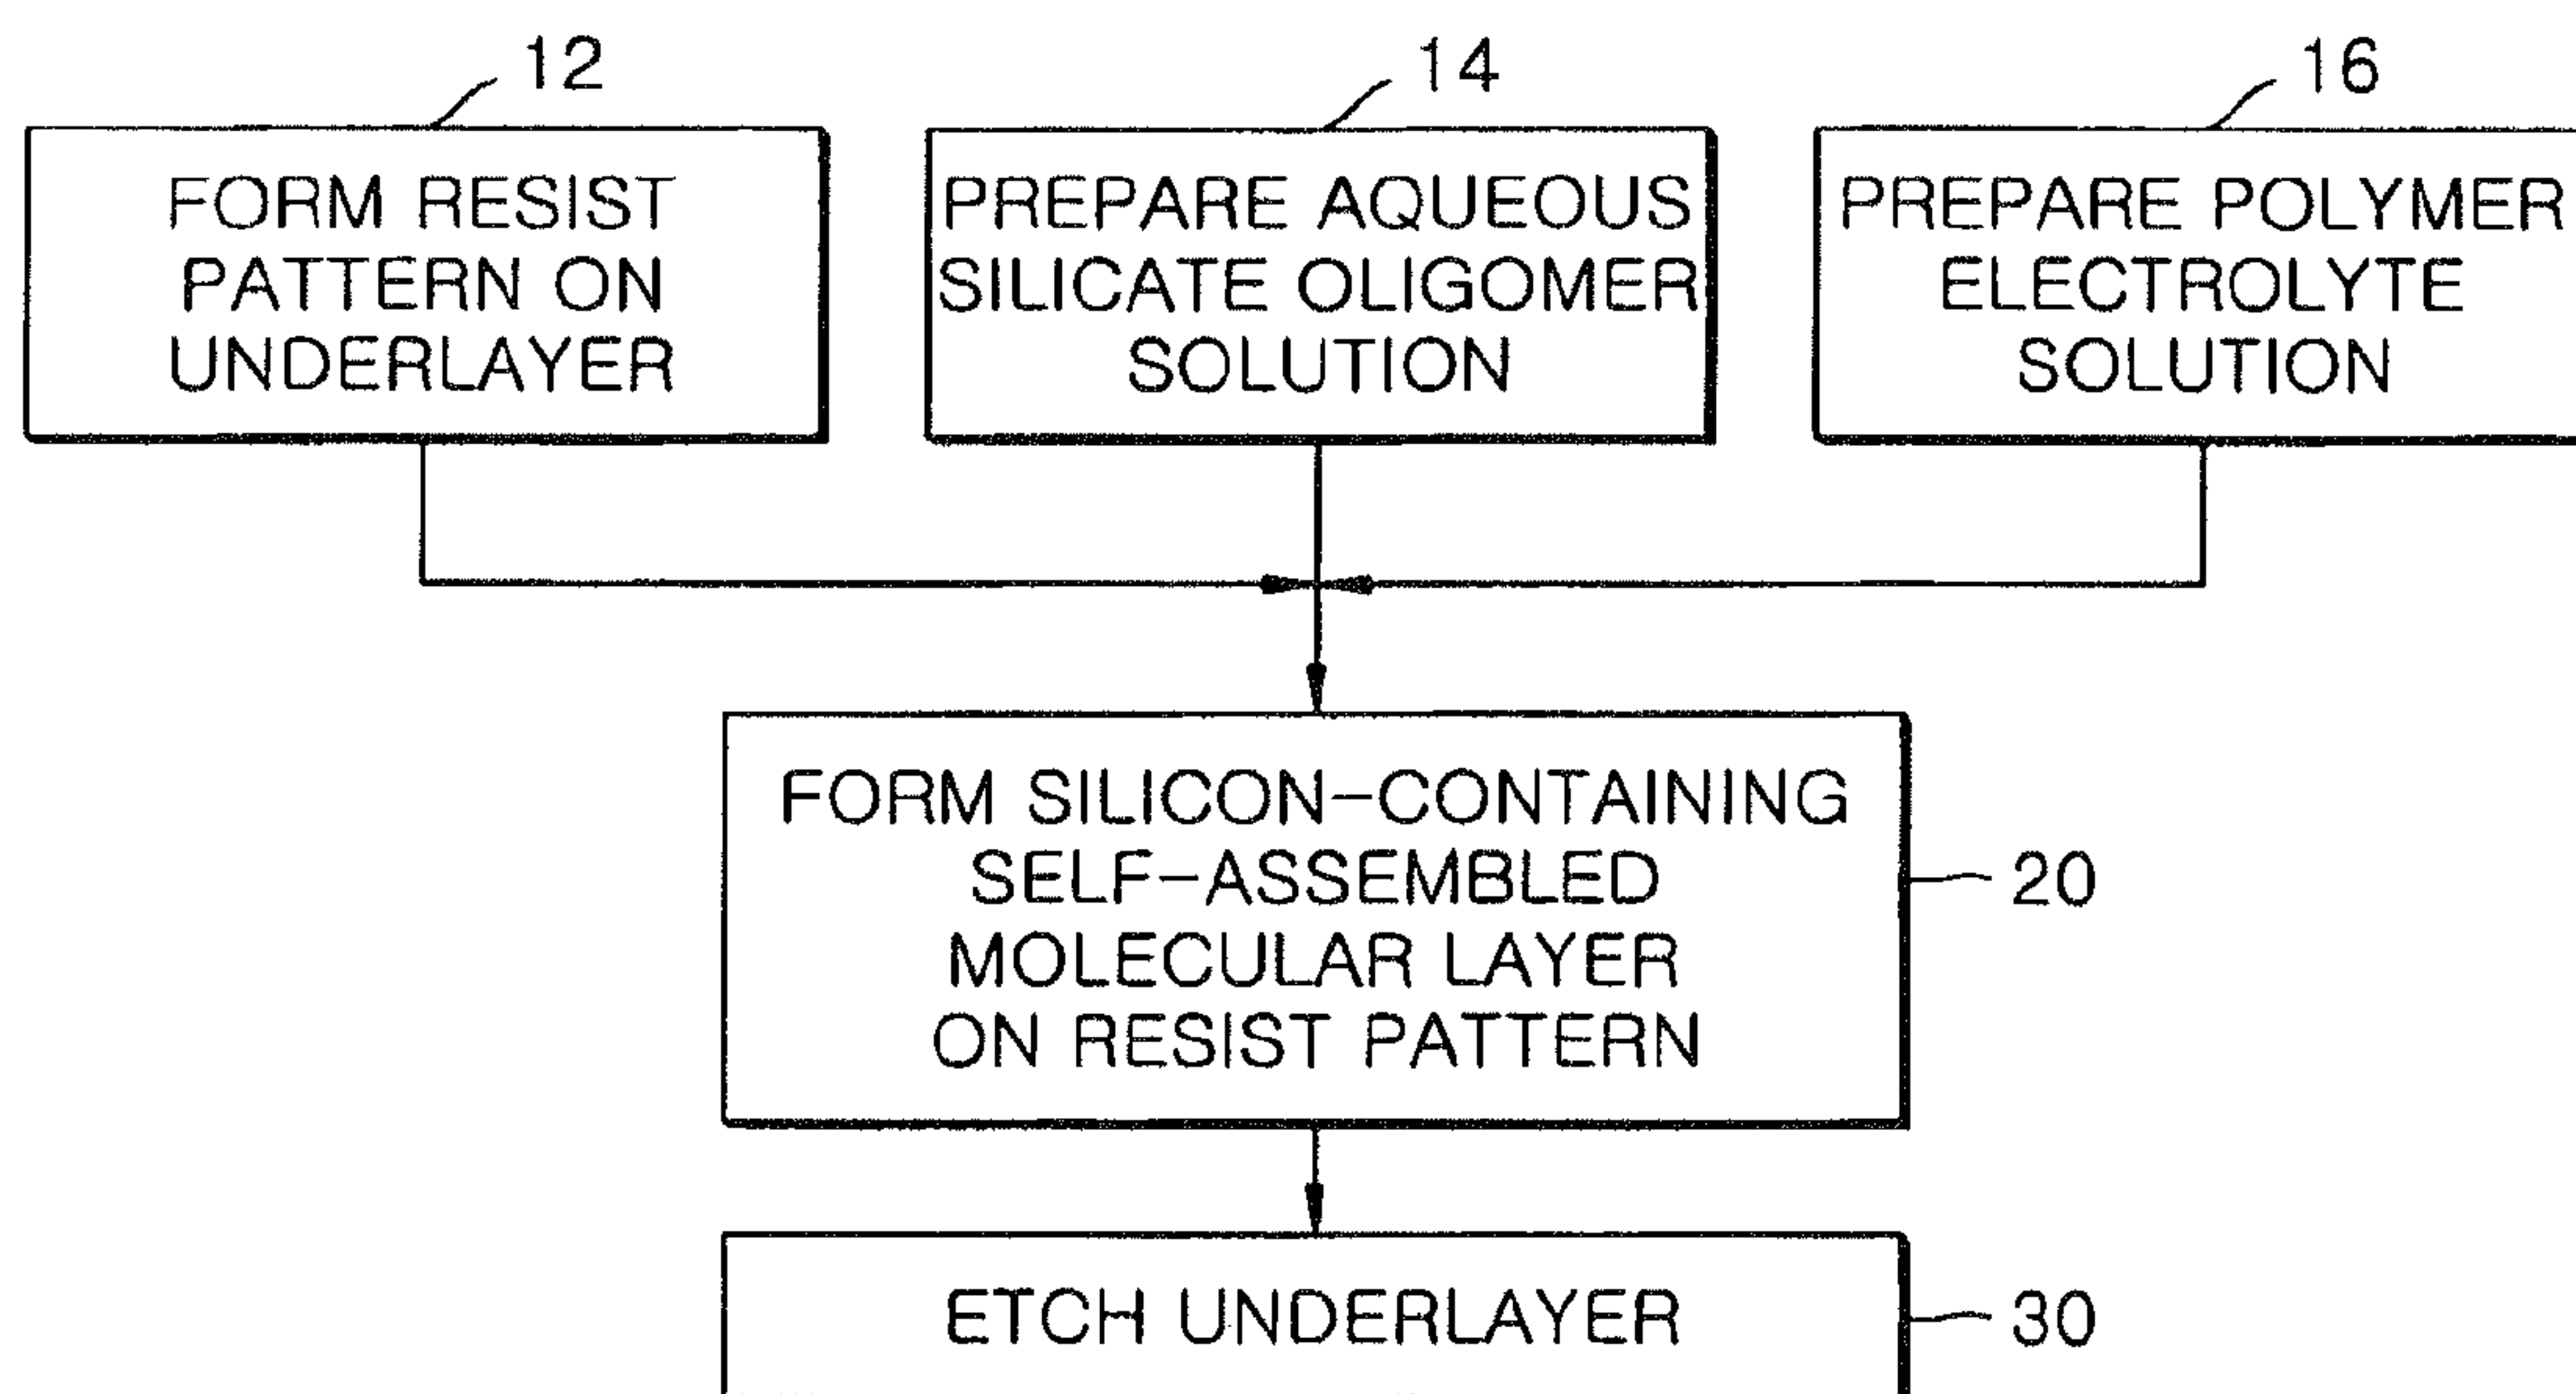 12
FORM RESIST
PATTERN ON
UNDERLAYER
14
PREPARE AQUEOUS
SILICATE OLIGOMER
SOLUTION
16
PREPARE POLYMER
ELECTROLYTE
SOLUTION
FORM SILICON-CONTAINING
SELF-ASSEMBLED
MOLECULAR LAYER
ON RESIST PATTERN
20
ETCH UNDERLAYER
30